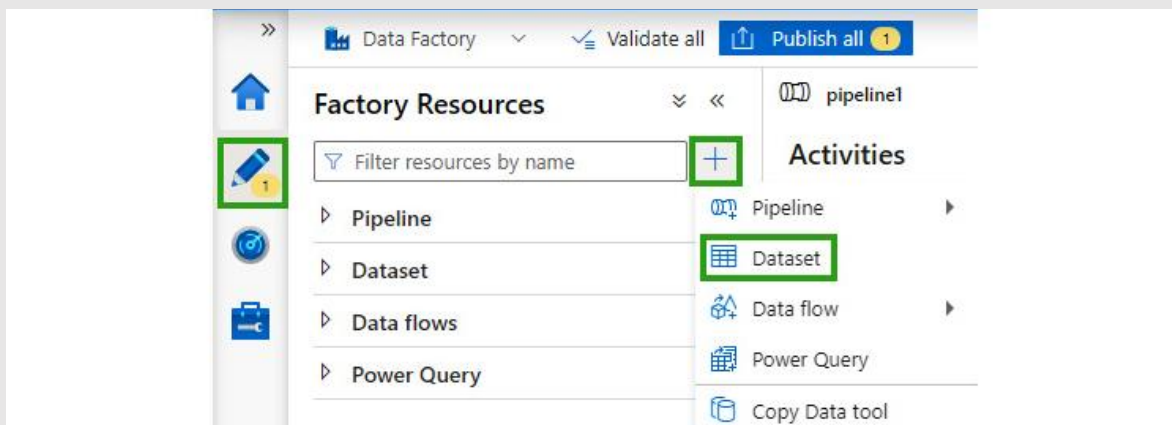 »
Data Factory
Validate all
Publish all 1
Factory Resources
«
pipeline1
Filter resources by name
+
Activities
1
Pipeline
Dataset
Data flows
Power Query
Pipeline
Dataset
Data flow
Power Query
Copy Data tool